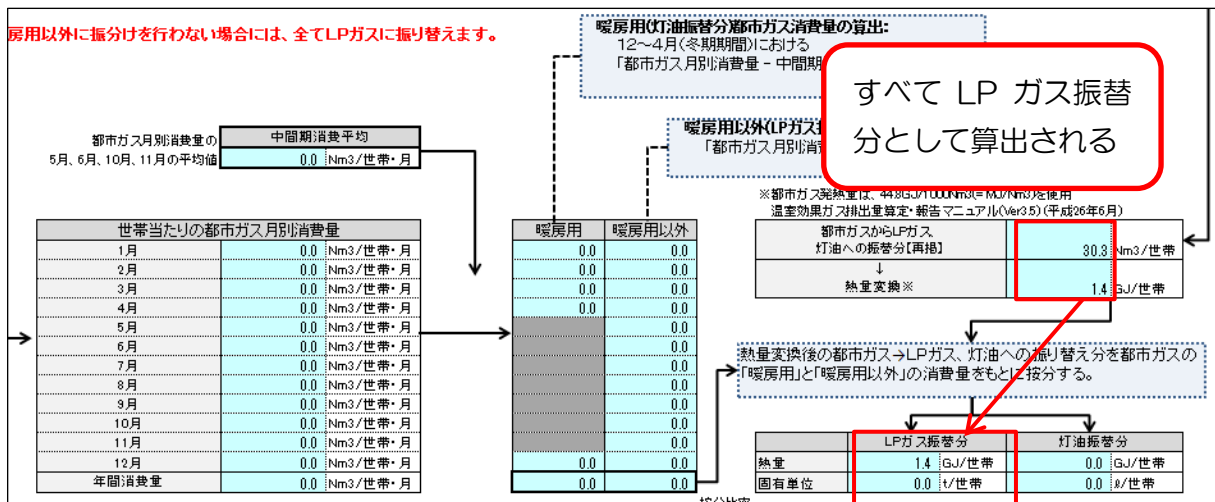 房用以外に振分けを行わない場合には、全てLPガスに振り替えます。
暖房用(灯油振替分)都市ガス消費量の算出:
12～4月(冬期期間)における
「都市ガス月別消費量 - 中間期
すべて LP ガス振替
分として算出される
暖房用以外(LPガス
「都市ガス月別消
都市ガス月別消費量の
5月、6月、10月、11月の平均値
中間期消費平均
0.0 Nm3/世帯・月
※都市ガス発熱量は、44.8GJ/1000Nm3(= MJ/Nm3)を使用
温室効果ガス排出量算定・報告マニュアル(Ver3.5)(平成26年6月)
都市ガスからLPガス
灯油への振替分【再掲】 30.3 Nm3/世帯
↓
熱量変換※ 1.4 GJ/世帯
世帯当たりの都市ガス月別消費量 暖房用 暖房用以外
1月 0.0 Nm3/世帯・月 0.0 0.0
2月 0.0 Nm3/世帯・月 0.0 0.0
3月 0.0 Nm3/世帯・月 0.0 0.0
4月 0.0 Nm3/世帯・月 0.0 0.0
5月 0.0 Nm3/世帯・月 0.0
6月 0.0 Nm3/世帯・月 0.0
7月 0.0 Nm3/世帯・月 0.0
8月 0.0 Nm3/世帯・月 0.0
9月 0.0 Nm3/世帯・月 0.0
10月 0.0 Nm3/世帯・月 0.0
11月 0.0 Nm3/世帯・月 0.0
12月 0.0 Nm3/世帯・月 0.0 0.0
年間消費量 0.0 Nm3/世帯・月 0.0 0.0
熱量変換後の都市ガス→LPガス、灯油への振り替え分を都市ガスの
「暖房用」と「暖房用以外」の消費量をもとに按分する。
LPガス振替分 灯油振替分
熱量 1.4 GJ/世帯 0.0 GJ/世帯
固有単位 0.0 t/世帯 0.0 ℓ/世帯